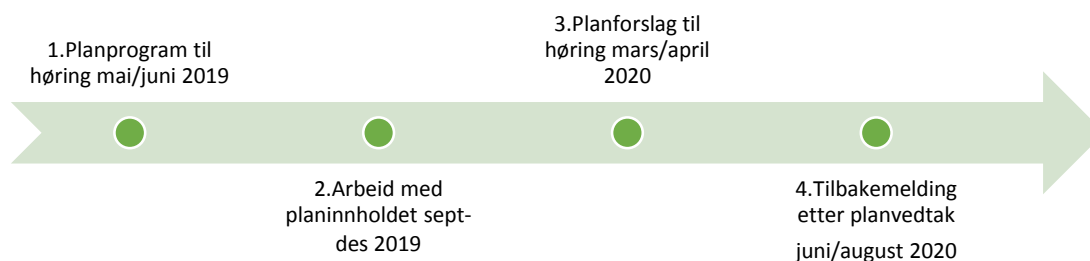 1.Planprogram til
høring mai/juni 2019
2.Arbeid med
planinnholdet sept-
des 2019
3.Planforslag til
høring mars/april
2020
4.Tilbakemelding
etter planvedtak
juni/august 2020